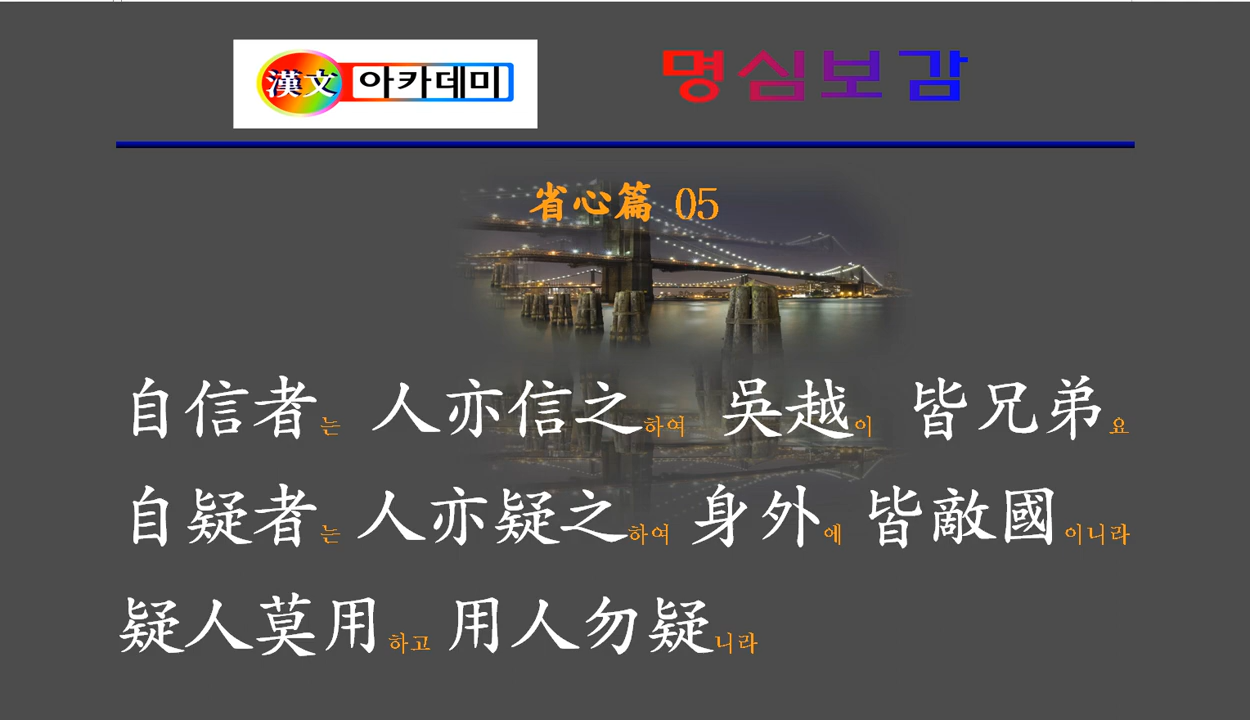 漢文 아카데미
명심보감
省心篇 05
自信者는 人亦信之하여 吳越이 皆兄弟요
自疑者는 人亦疑之하여 身外에 皆敵國이니라
疑人莫用하고 用人勿疑니라